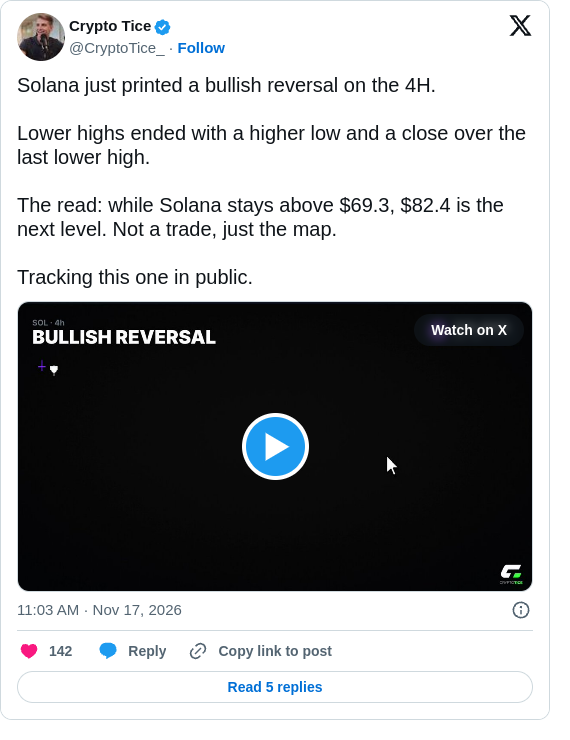 Crypto Tice
@CryptoTice_ · Follow
Solana just printed a bullish reversal on the 4H.
Lower highs ended with a higher low and a close over the
last lower high.
The read: while Solana stays above $69.3, $82.4 is the
next level. Not a trade, just the map.
Tracking this one in public.
SOL · 4h
BULLISH REVERSAL
Watch on X
CRYPTOTICE
11:03 AM · Nov 17, 2026
142 Reply Copy link to post
Read 5 replies